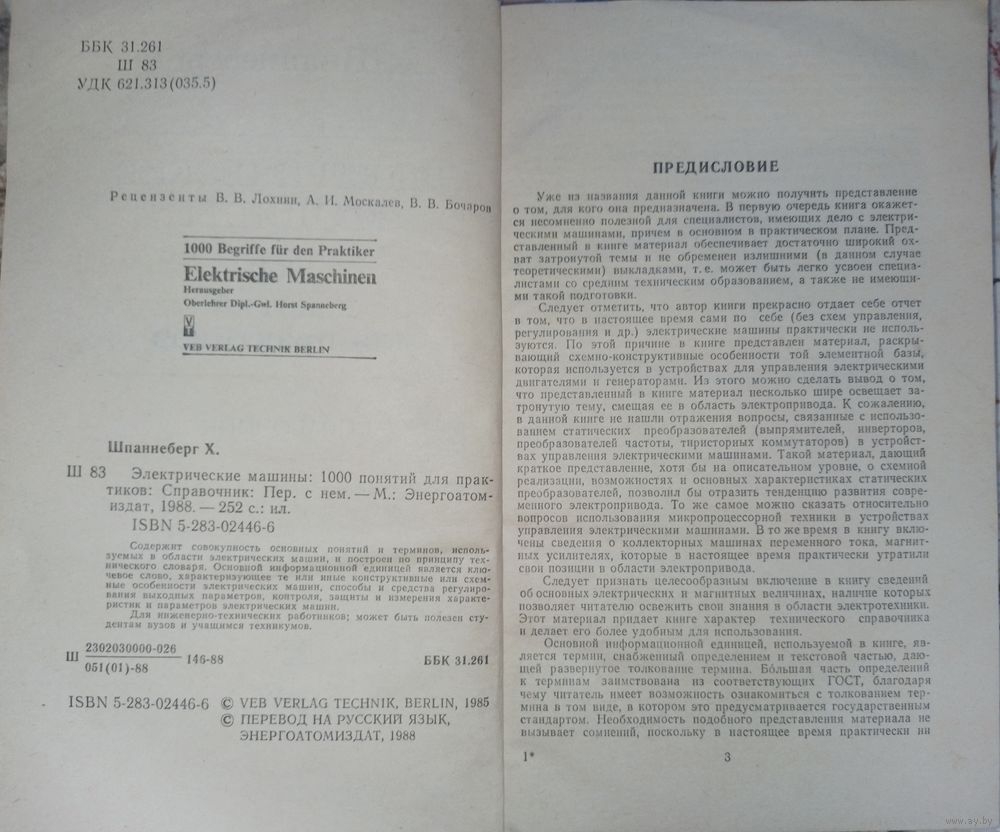 ББК 31.261
Ш 83
УДК 621.313(035.5)
Рецензенты В. В. Лохнин, А. И. Москалев, В. В. Бочаров
1000 Begriffe für den Praktiker
Elektrische Maschinen
Herausgeber
Oberlehrer Dipl.-Gwl. Horst Spanneberg
VEB VERLAG TECHNIK BERLIN
Шпаннеберг Х.
Ш 83 Электрические машины: 1000 понятий для прак-
тиков: Справочник: Пер. с нем. — М.: Энергоатом-
издат, 1988. — 252 с.: ил.
ISBN 5-283-02446-6
Содержит совокупность основных понятий и терминов, исполь-
зуемых в области электрических машин, и построен по принципу тех-
нического словаря. Основной информационной единицей является клю-
чевое слово, характеризующее те или иные конструктивные или схем-
ные особенности электрических машин, способы и средства регулиро-
вания выходных параметров, контроля, защиты и измерения характе-
ристик и параметров электрических машин.
Для инженерно-технических работников; может быть полезен сту-
дентам вузов и учащимся техникумов.
Ш 2302030000-026
051(01)-88 146-88 ББК 31.261
ISBN 5-283-02446-6 © VEB VERLAG TECHNIK, BERLIN, 1985
© ПЕРЕВОД НА РУССКИЙ ЯЗЫК,
ЭНЕРГОАТОМИЗДАТ, 1988
ПРЕДИСЛОВИЕ
Уже из названия данной книги можно получить представление
о том, для кого она предназначена. В первую очередь книга окажет-
ся несомненно полезной для специалистов, имеющих дело с электри-
ческими машинами, причем в основном в практическом плане. Пред-
ставленный в книге материал обеспечивает достаточно широкий ох-
ват затронутой темы и не обременен излишними (в данном случае
теоретическими) выкладками, т. е. может быть легко усвоен специа-
листами со средним техническим образованием, а также не имеющи-
ми такой подготовки.
Следует отметить, что автор книги прекрасно отдает себе отчет
в том, что в настоящее время сами по себе (без схем управления,
регулирования и др.) электрические машины практически не исполь-
зуются. По этой причине в книге представлен материал, раскры-
вающий схемно-конструктивные особенности той элементной базы,
которая используется в устройствах для управления электрическими
двигателями и генераторами. Из этого можно сделать вывод о том,
что представленный в книге материал несколько шире освещает за-
тронутую тему, смещая ее в область электропривода. К сожалению,
в данной книге не нашли отражения вопросы, связанные с использо-
ванием статических преобразователей (выпрямителей, инверторов,
преобразователей частоты, тиристорных коммутаторов) в устройст-
вах управления электрическими машинами. Такой материал, дающий
краткое представление, хотя бы на описательном уровне, о схемной
реализации, возможностях и основных характеристиках статических
преобразователей, позволил бы отразить тенденцию развития совре-
менного электропривода. То же самое можно сказать относительно
вопросов использования микропроцессорной техники в устройствах
управления электрическими машинами. В то же время в книгу вклю-
чены сведения о коллекторных машинах переменного тока, магнит-
ных усилителях, которые в настоящее время практически утратили
свои позиции в области электропривода.
Следует признать целесообразным включение в книгу сведений
об основных электрических и магнитных величинах, наличие которых
позволяет читателю освежить свои знания в области электротехники.
Этот материал придает книге характер технического справочника
и делает его более удобным для использования.
Основной информационной единицей, используемой в книге, яв-
ляется термин, снабженный определением и текстовой частью, даю-
щей развернутое толкование термина. Бóльшая часть определений
к терминам заимствована из соответствующих ГОСТ, благодаря
чему читатель имеет возможность ознакомиться с толкованием тер-
мина в том виде, в котором это предусматривается государственным
стандартом. Необходимость подобного представления материала не
вызывает сомнений, поскольку в настоящее время практически ни
1* 3
www.ay.by